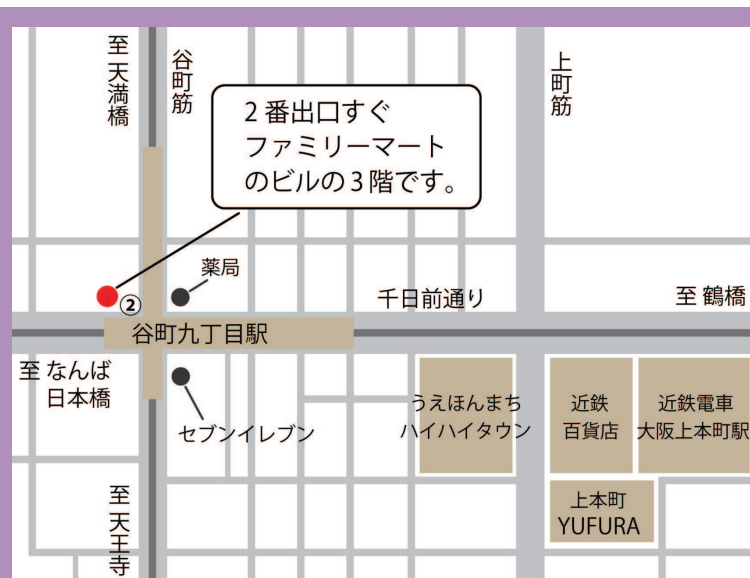 至 天満橋
谷町筋
上町筋
2番出口すぐ
ファミリーマート
のビルの3階です。
薬局
②
千日前通り
至 鶴橋
谷町九丁目駅
至 なんば
日本橋
セブンイレブン
うえほんまち
ハイハイタウン
近鉄
百貨店
近鉄電車
大阪上本町駅
上本町
YUFURA
至 天王寺